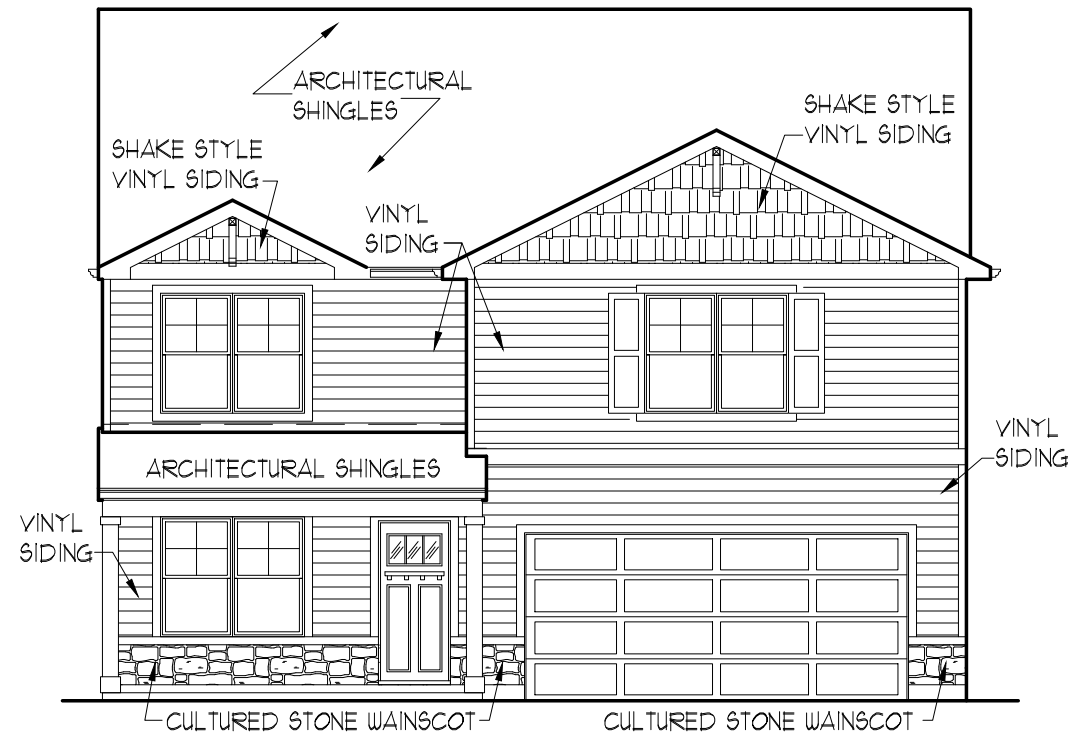 ARCHITECTURAL
SHINGLES
SHAKE STYLE
VINYL SIDING
SHAKE STYLE
VINYL SIDING
VINYL
SIDING
VINYL
SIDING
ARCHITECTURAL SHINGLES
VINYL
SIDING
CULTURED STONE WAINSCOT
CULTURED STONE WAINSCOT